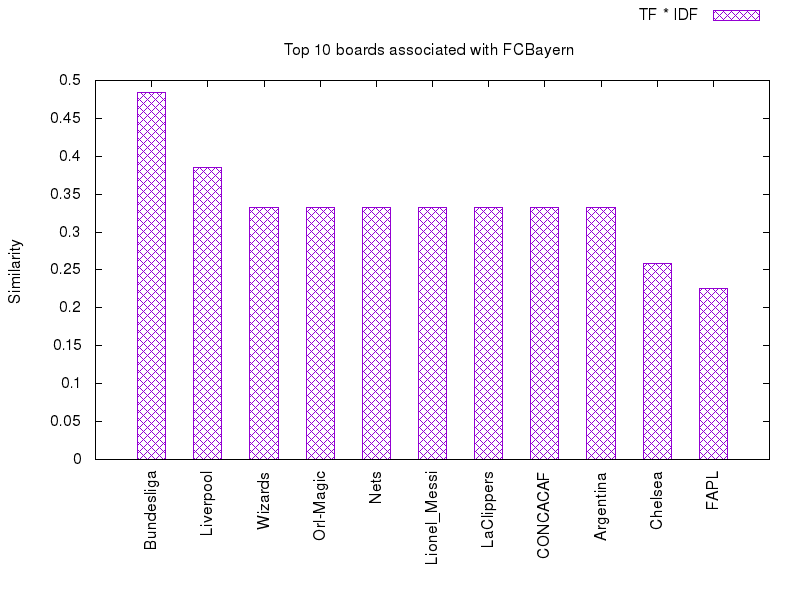 TF * IDF
Top 10 boards associated with FCBayern
Similarity
0.5
0.45
0.4
0.35
0.3
0.25
0.2
0.15
0.1
0.05
0
Bundesliga
Liverpool
Wizards
Orl-Magic
Nets
Lionel_Messi
LaClippers
CONCACAF
Argentina
Chelsea
FAPL